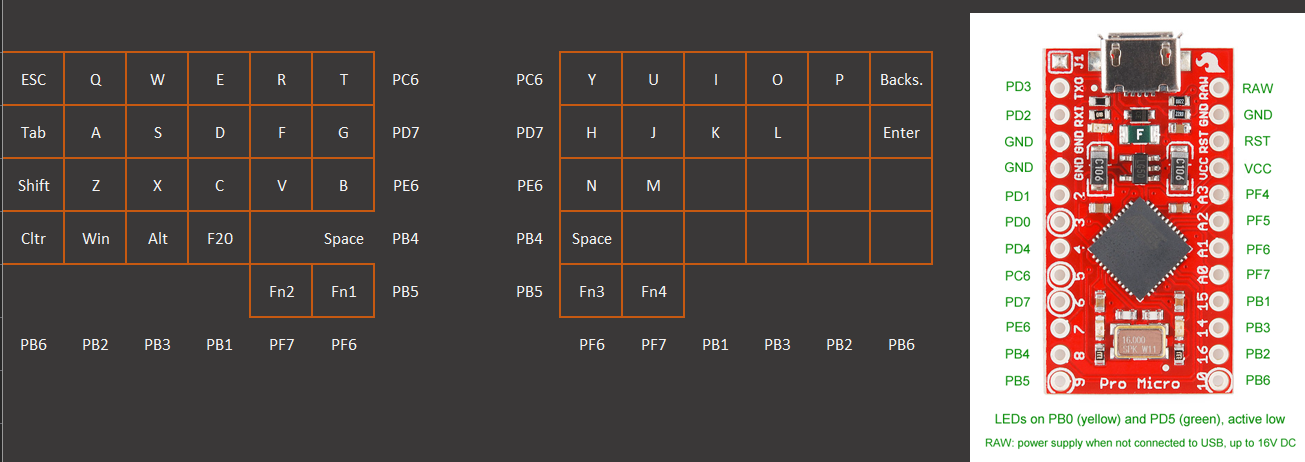 ESC Q W E R T PC6 PC6 Y U I O P Backs.
Tab A S D F G PD7 PD7 H J K L Enter
Shift Z X C V B PE6 PE6 N M
Cltr Win Alt F20 Space PB4 PB4 Space
Fn2 Fn1 PB5 PB5 Fn3 Fn4
PB6 PB2 PB3 PB1 PF7 PF6 PF6 PF7 PB1 PB3 PB2 PB6
J1
PD3 TXO RAW RAW
PD2 RXI GND GND
GND GND RST RST
GND GND VCC VCC
PD1 2 A3 PF4
PD0 3 A2 PF5
PD4 4 A1 PF6
PC6 5 A0 PF7
PD7 6 15 PB1
PE6 7 14 PB3
PB4 8 16 PB2
PB5 9 10 PB6
F
C106 C106
16.000
SPK W11
Pro Micro
LEDs on PB0 (yellow) and PD5 (green), active low
RAW: power supply when not connected to USB, up to 16V DC